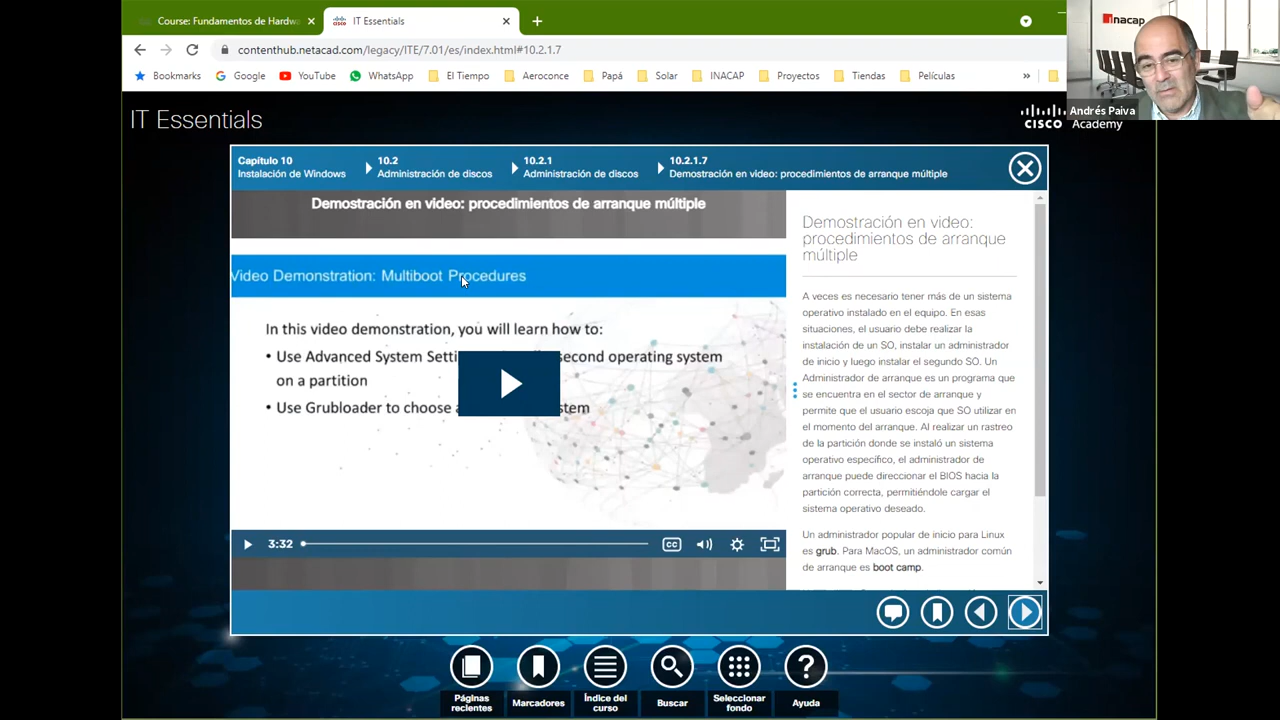 Course: Fundamentos de Hardw
IT Essentials
contenthub.netacad.com/legacy/ITE/7.01/es/index.html#10.2.1.7
Bookmarks Google YouTube WhatsApp El Tiempo Aeroconce Papá Solar INACAP Proyectos Tiendas Películas »
inacap
Andrés Paiva
IT Essentials
CISCO Academy
Capítulo 10
Instalación de Windows
10.2
Administración de discos
10.2.1
Administración de discos
10.2.1.7
Demostración en video: procedimientos de arranque múltiple
Demostración en video: procedimientos de arranque múltiple
Video Demonstration: Multiboot Procedures
In this video demonstration, you will learn how to:
• Use Advanced System Setti second operating system
on a partition
• Use Grubloader to choose a stem
3:32
CC
Demostración en video:
procedimientos de arranque
múltiple
A veces es necesario tener más de un sistema
operativo instalado en el equipo. En esas
situaciones, el usuario debe realizar la
instalación de un SO, instalar un administrador
de inicio y luego instalar el segundo SO. Un
Administrador de arranque es un programa que
se encuentra en el sector de arranque y
permite que el usuario escoja que SO utilizar en
el momento del arranque. Al realizar un rastreo
de la partición donde se instaló un sistema
operativo específico, el administrador de
arranque puede direccionar el BIOS hacia la
partición correcta, permitiéndole cargar el
sistema operativo deseado.
Un administrador popular de inicio para Linux
es grub. Para MacOS, un administrador común
de arranque es boot camp.
Páginas
recientes
Marcadores
Índice del
curso
Buscar
Seleccionar
fondo
?
Ayuda